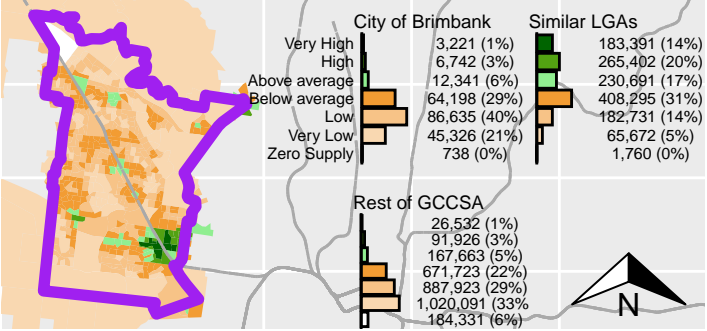 City of Brimbank Similar LGAs
Very High 3,221 (1%) 183,391 (14%)
High 6,742 (3%) 265,402 (20%)
Above average 12,341 (6%) 230,691 (17%)
Below average 64,198 (29%) 408,295 (31%)
Low 86,635 (40%) 182,731 (14%)
Very Low 45,326 (21%) 65,672 (5%)
Zero Supply 738 (0%) 1,760 (0%)
Rest of GCCSA
26,532 (1%)
91,926 (3%)
167,663 (5%)
671,723 (22%)
887,923 (29%)
1,020,091 (33%
184,331 (6%)
N